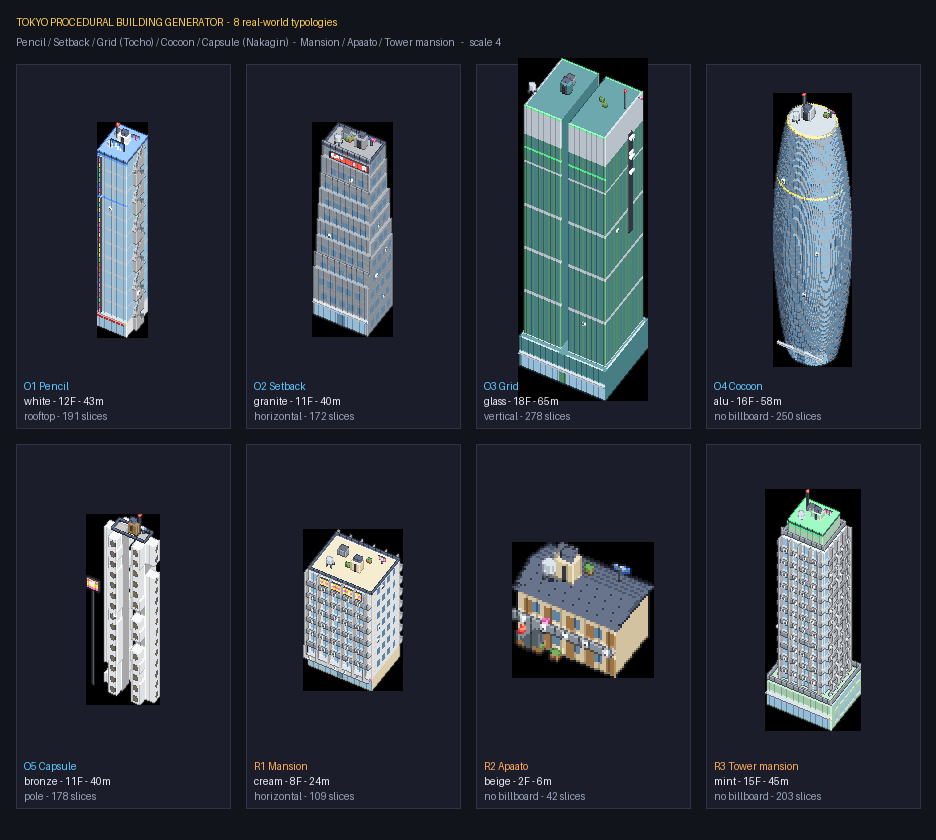 TOKYO PROCEDURAL BUILDING GENERATOR - 8 real-world typologies
Pencil / Setback / Grid (Tocho) / Cocoon / Capsule (Nakagin) - Mansion / Apaato / Tower mansion - scale 4
O1 Pencil
white - 12F - 43m
rooftop - 191 slices
O2 Setback
granite - 11F - 40m
horizontal - 172 slices
O3 Grid
glass - 18F - 65m
vertical - 278 slices
O4 Cocoon
alu - 16F - 58m
no billboard - 250 slices
O5 Capsule
bronze - 11F - 40m
pole - 178 slices
R1 Mansion
cream - 8F - 24m
horizontal - 109 slices
R2 Apaato
beige - 2F - 6m
no billboard - 42 slices
R3 Tower mansion
mint - 15F - 45m
no billboard - 203 slices